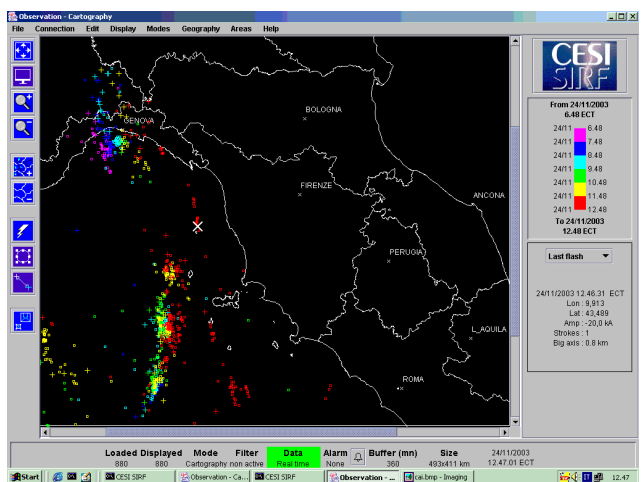 Observation - Cartography
File Connection Edit Display Modes Geography Areas Help
CESI
SIRF
From 24/11/2003
6.48 ECT
24/11 6.48
24/11 7.48
24/11 8.48
24/11 9.48
24/11 10.48
24/11 11.48
24/11 12.48
To 24/11/2003
12.48 ECT
BOLOGNA
GENOVA
FIRENZE
ANCONA
PERUGIA
L_AQUILA
ROMA
Last flash
24/11/2003 12.46.31 ECT
Lon : 9,913
Lat : 43,489
Amp : -20,0 kA
Strokes : 1
Big axis : 0.8 km
Loaded Displayed Mode Filter Data Alarm Buffer (mn) Size 24/11/2003
880 880 Cartography non active Real time None 360 493x411 km 12.47.01 ECT
Start CESI SIRF Observation - Ca... CESI SIRF Observation - ... cai.bmp - Imaging 12.47